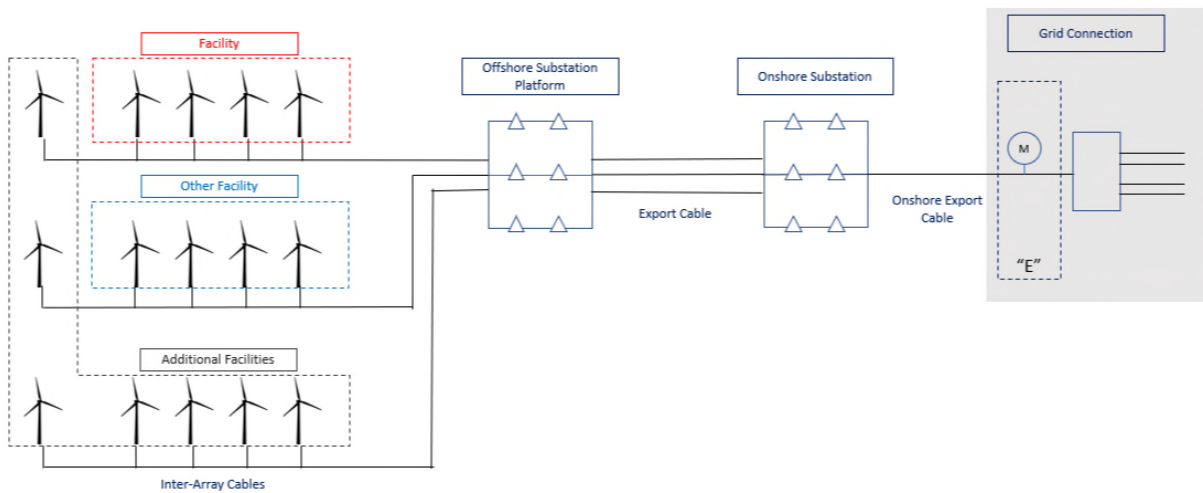 Facility
Offshore Substation
Platform
Onshore Substation
Grid Connection
M
Other Facility
Export Cable
Onshore Export
Cable
"E"
Additional Facilities
Inter-Array Cables